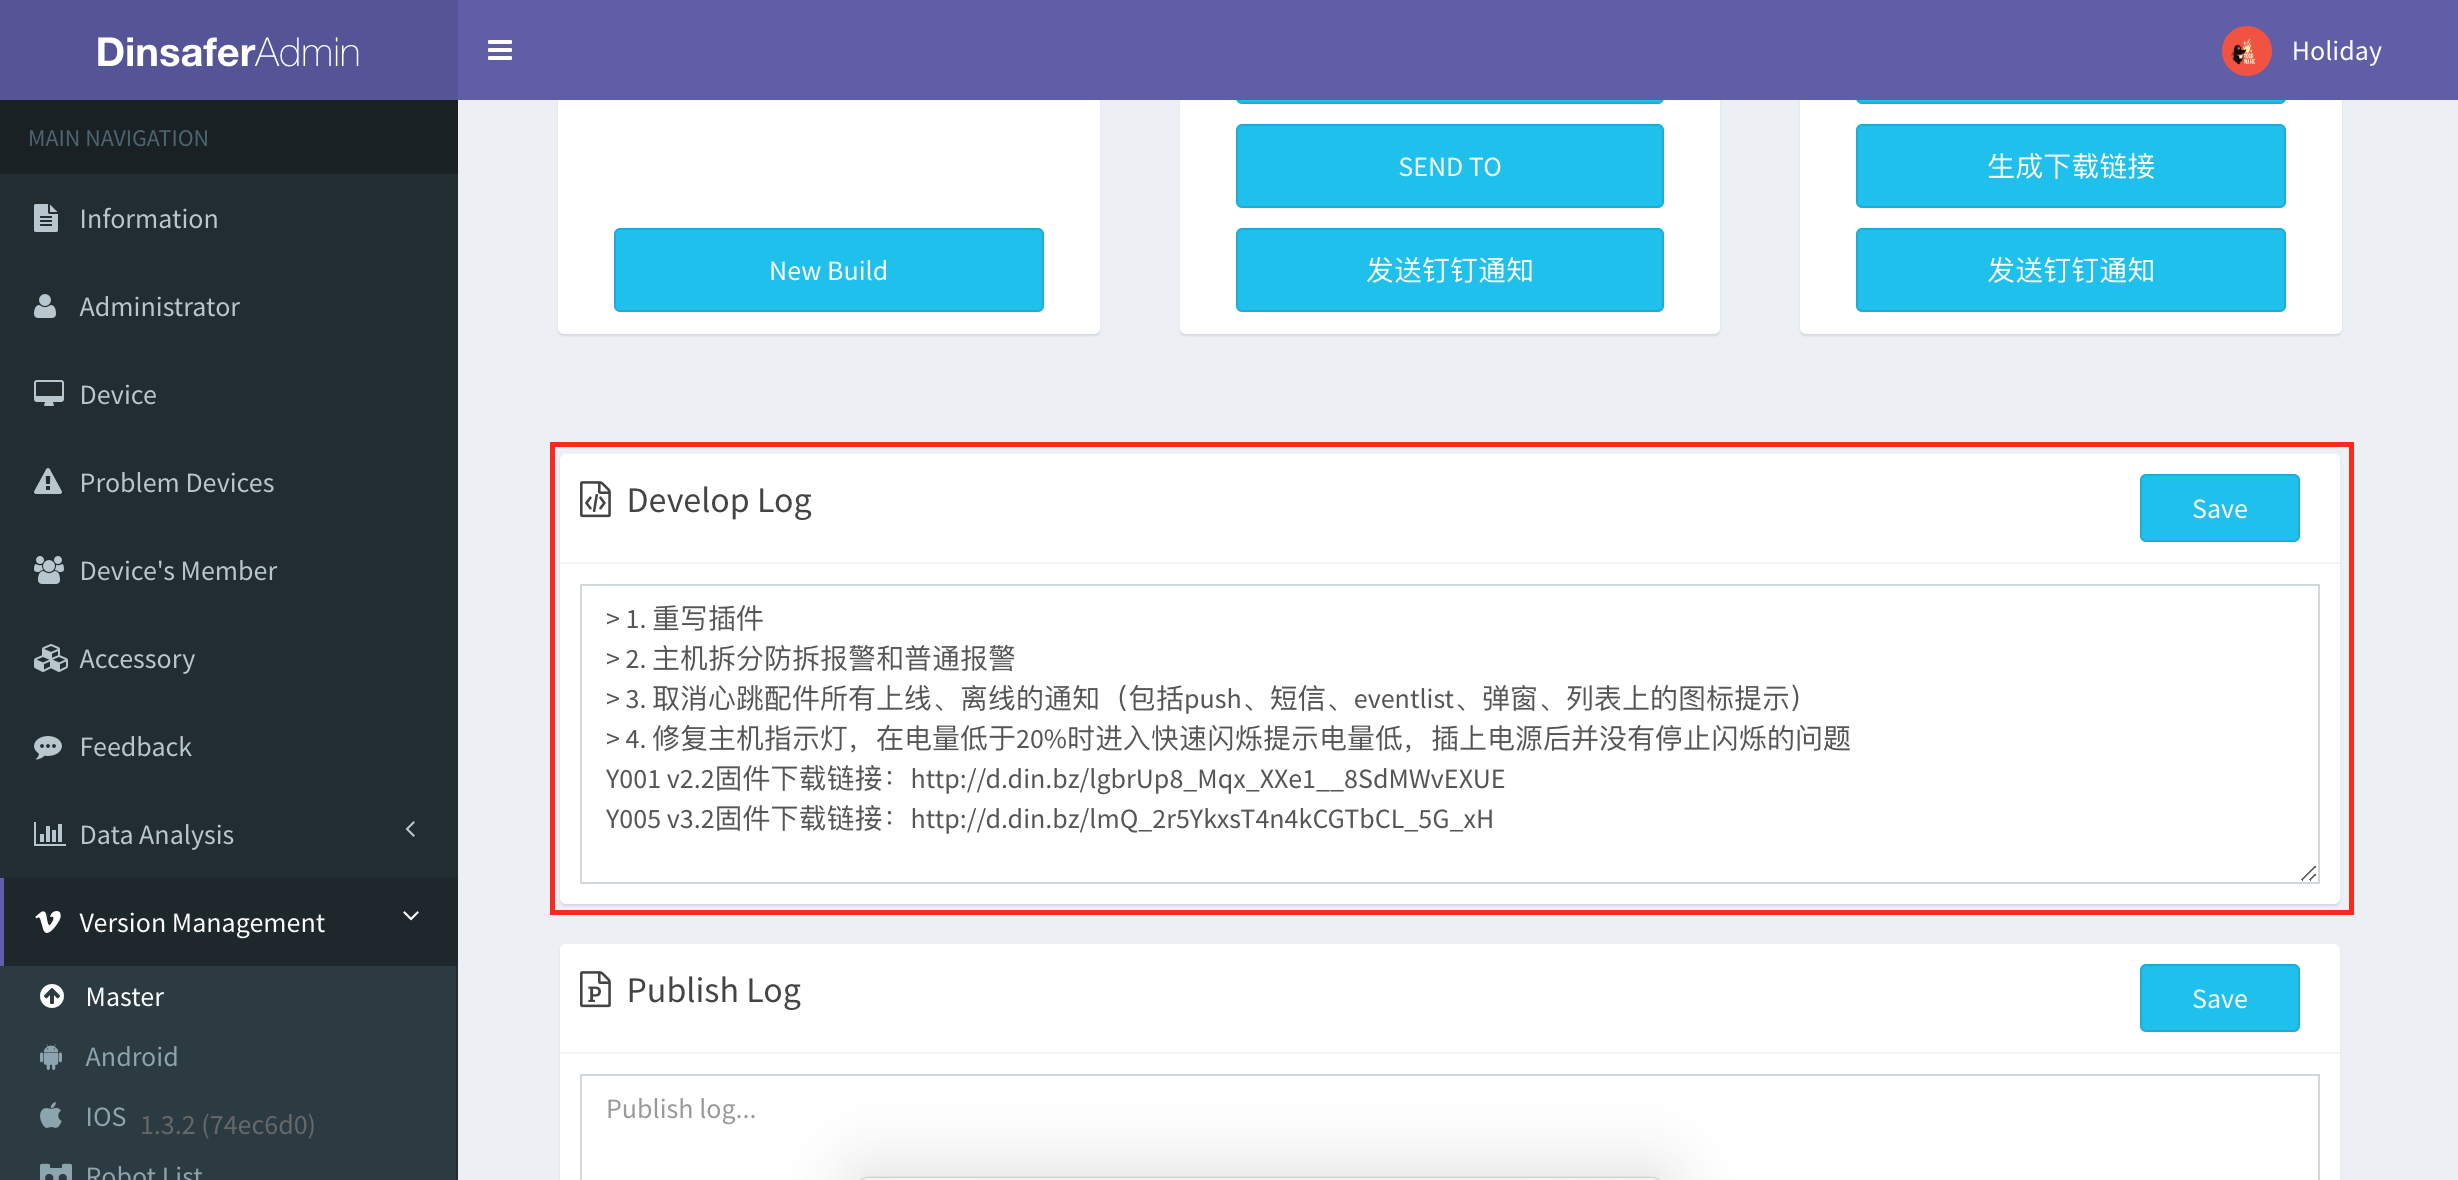 DinsaferAdmin
Holiday
MAIN NAVIGATION
Information
Administrator
Device
Problem Devices
Device's Member
Accessory
Feedback
Data Analysis
Version Management
Master
Android
IOS 1.3.2 (74ec6d0)
Robot List
New Build
SEND TO
发送钉钉通知
生成下载链接
发送钉钉通知
Develop Log
Save
> 1. 重写插件
> 2. 主机拆分防拆报警和普通报警
> 3. 取消心跳配件所有上线、离线的通知（包括push、短信、eventlist、弹窗、列表上的图标提示）
> 4. 修复主机指示灯，在电量低于20%时进入快速闪烁提示电量低，插上电源后并没有停止闪烁的问题
Y001 v2.2固件下载链接：http://d.din.bz/lgbrUp8_Mqx_XXe1__8SdMWvEXUE
Y005 v3.2固件下载链接：http://d.din.bz/lmQ_2r5YkxsT4n4kCGTbCL_5G_xH
Publish Log
Save
Publish log...